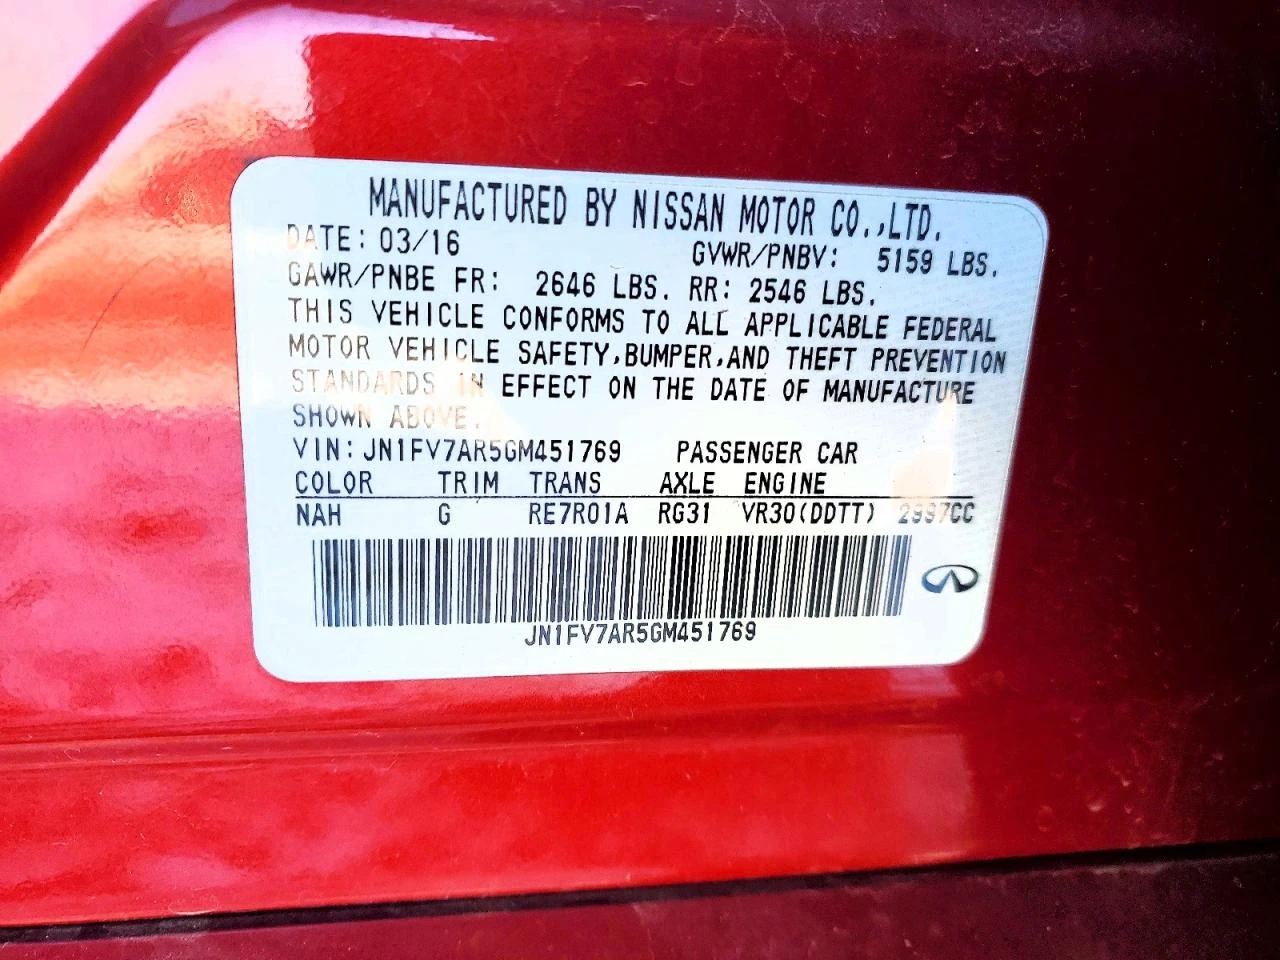 MANUFACTURED BY NISSAN MOTOR CO.,LTD.
DATE: 03/16 GVWR/PNBV: 5159 LBS.
GAWR/PNBE FR: 2646 LBS. RR: 2546 LBS.
THIS VEHICLE CONFORMS TO ALL APPLICABLE FEDERAL
MOTOR VEHICLE SAFETY,BUMPER,AND THEFT PREVENTION
STANDARDS IN EFFECT ON THE DATE OF MANUFACTURE
SHOWN ABOVE.
VIN:JN1FV7AR5GM451769 PASSENGER CAR
COLOR TRIM TRANS AXLE ENGINE
NAH G RE7R01A RG31 VR30(DDTT) 2997CC
JN1FV7AR5GM451769